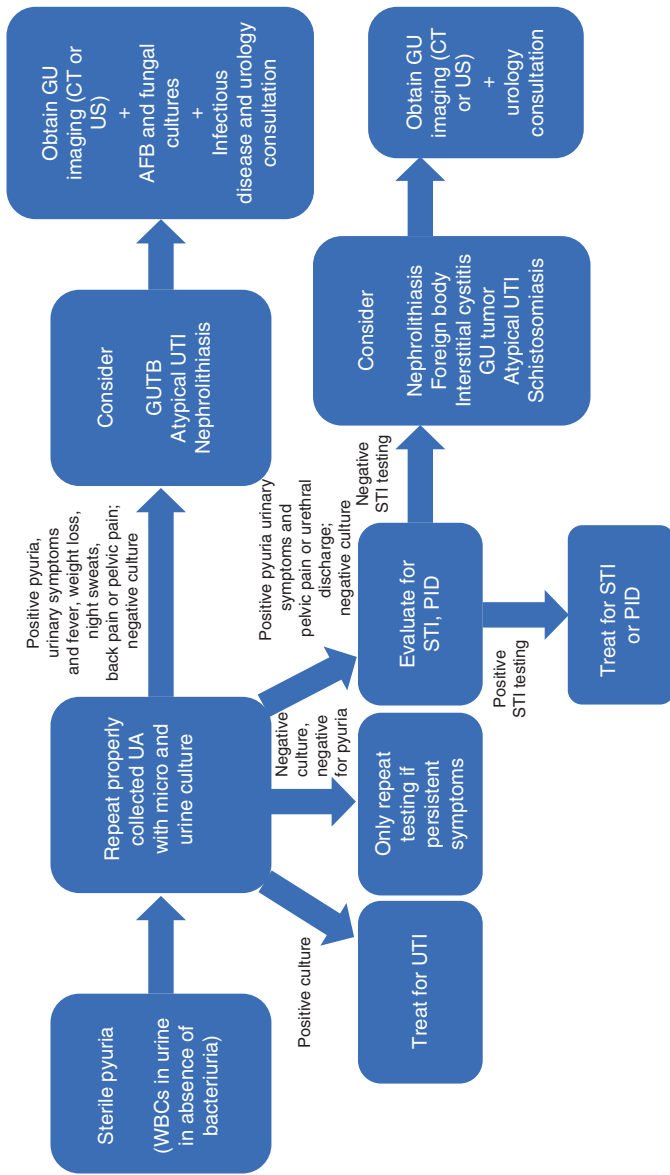 Sterile pyuria
(WBCs in urine
in absence of
bacteriuria)
Repeat properly
collected UA
with micro and
urine culture
Positive pyuria,
urinary symptoms
and fever, weight loss,
night sweats,
back pain or pelvic pain;
negative culture
Consider
GUTB
Atypical UTI
Nephrolithiasis
Obtain GU
imaging (CT or
US)
+
AFB and fungal
cultures
+
Infectious
disease and urology
consultation
Positive culture
Treat for UTI
Negative
culture,
negative
for pyuria
Only repeat
testing if
persistent
symptoms
Positive pyuria urinary
symptoms and
pelvic pain or urethral
discharge;
negative culture
Evaluate for
STI, PID
Positive
STI testing
Treat for STI
or PID
Negative
STI testing
Consider
Nephrolithiasis
Foreign body
Interstitial cystitis
GU tumor
Atypical UTI
Schistosomiasis
Obtain GU
imaging (CT
or US)
+
urology
consultation